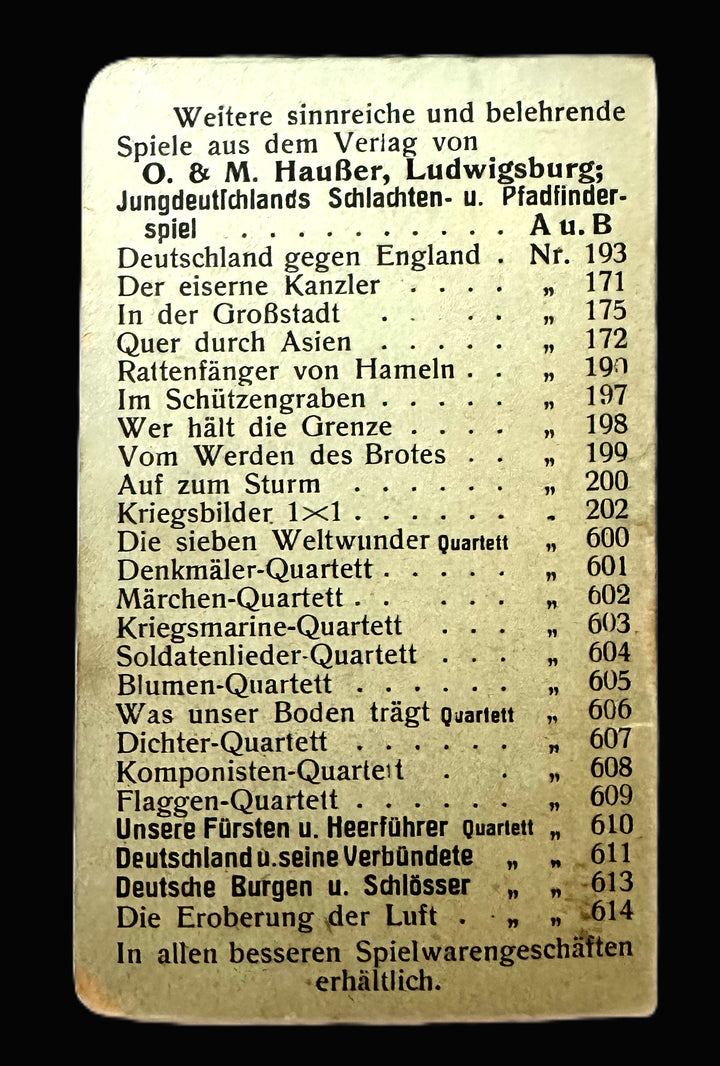 Weitere sinnreiche und belehrende
Spiele aus dem Verlag von
O. & M. Haußer, Ludwigsburg;
Jungdeutſchlands Schlachten- u. Pfadfinder-
spiel . . . . . . . . . . A u. B
Deutschland gegen England . Nr. 193
Der eiserne Kanzler . . . . „ 171
In der Großstadt . . . . . „ 175
Quer durch Asien . . . . . „ 172
Rattenfänger von Hameln . . „ 190
Im Schützengraben . . . . . „ 197
Wer hält die Grenze . . . . „ 198
Vom Werden des Brotes . . „ 199
Auf zum Sturm . . . . . . „ 200
Kriegsbilder 1×1 . . . . . . „ 202
Die sieben Weltwunder Quartett „ 600
Denkmäler-Quartett . . . . . „ 601
Märchen-Quartett . . . . . „ 602
Kriegsmarine-Quartett . . . „ 603
Soldatenlieder-Quartett . . . „ 604
Blumen-Quartett . . . . . . „ 605
Was unser Boden trägt Quartett „ 606
Dichter-Quartett . . . . . . „ 607
Komponisten-Quartett . . „ 608
Flaggen-Quartett . . . . . . „ 609
Unsere Fürsten u. Heerführer Quartett „ 610
Deutschland u. seine Verbündete „ „ 611
Deutsche Burgen u. Schlösser „ „ 613
Die Eroberung der Luft . „ „ 614
In allen besseren Spielwarengeschäften
erhältlich.